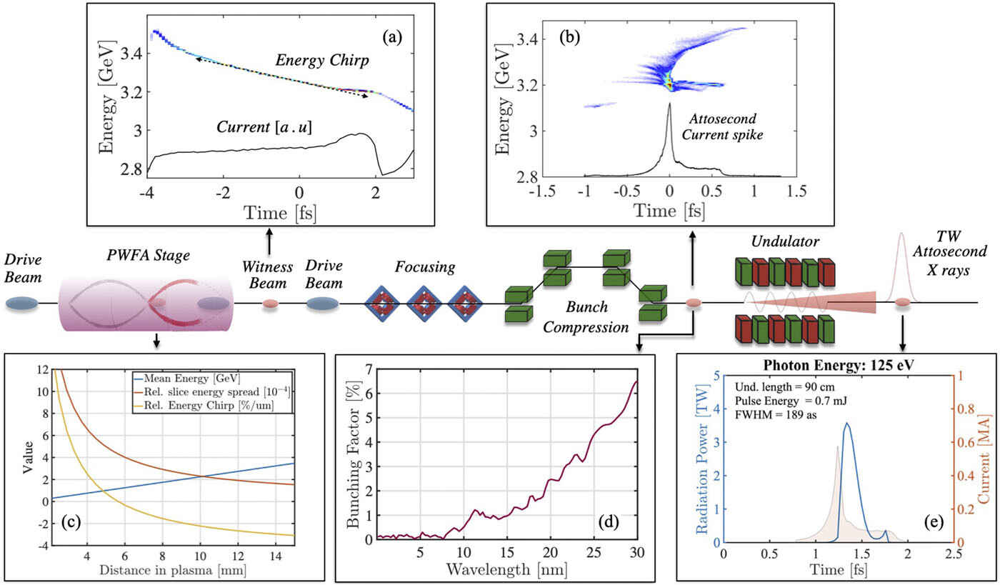 (a)
Energy Chirp
Current [a.u]
Energy [GeV]
3.4
3.2
3
2.8
-4
-2
0
2
Time [fs]
(b)
Attosecond
Current spike
Energy [GeV]
3.4
3.2
3
2.8
-1.5
-1
-0.5
0
0.5
1
1.5
Time [fs]
Drive
Beam
PWFA Stage
Witness
Beam
Drive
Beam
Focusing
Bunch
Compression
Undulator
TW
Attosecond
X rays
12
10
8
6
4
2
0
-2
-4
Value
Mean Energy [GeV]
Rel. slice energy spread [10⁻⁴]
Rel. Energy Chirp [%/um]
(c)
4
6
8
10
12
14
Distance in plasma [mm]
7
6
5
4
3
2
1
0
Bunching Factor [%]
(d)
5
10
15
20
25
30
Wavelength [nm]
Photon Energy: 125 eV
Und. length = 90 cm
Pulse Energy = 0.7 mJ
FWHM = 189 as
5
4
3
2
1
0
Radiation Power [TW]
1
0.8
0.6
0.4
0.2
0
Current [MA]
(e)
0
0.5
1
1.5
2
2.5
Time [fs]